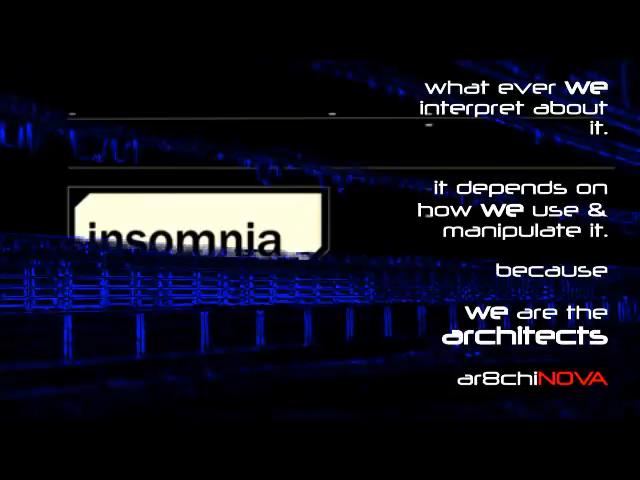 what ever we
interpret about
it.
it depends on
how we use &
manipulate it.
because
we are the
architects
ar8chiNOVA
insomnia